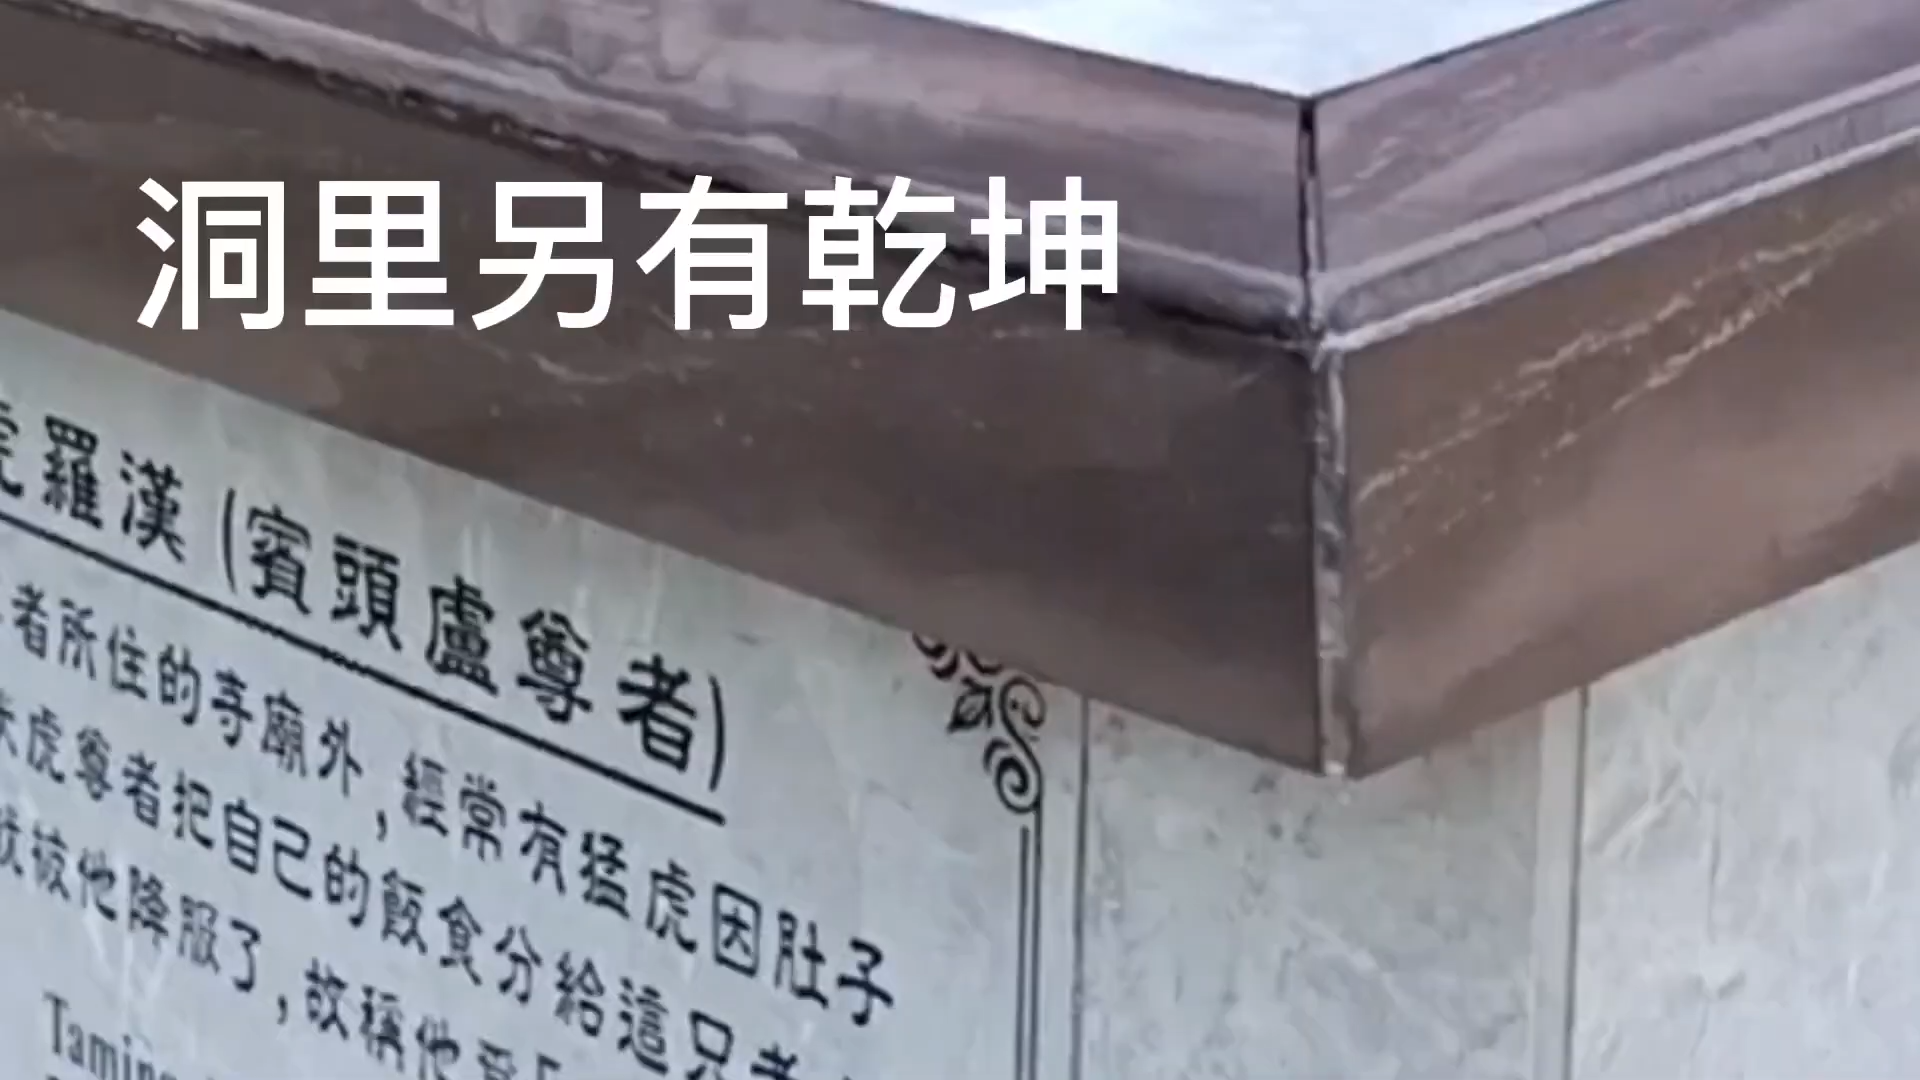 洞里另有乾坤
虎羅漢(賓頭盧尊者)
者所住的寺廟外,經常有猛虎因肚子
虎尊者把自己的飯食分給這只
被他降服了,故稱他
Taming